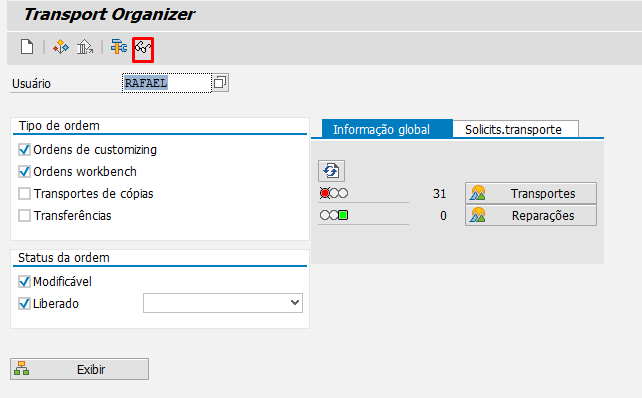 Transport Organizer
Usuário RAFAEL
Tipo de ordem
Ordens de customizing
Ordens workbench
Transportes de cópias
Transferências
Status da ordem
Modificável
Liberado
Exibir
Informação global Solicits.transporte
31 Transportes
0 Reparações